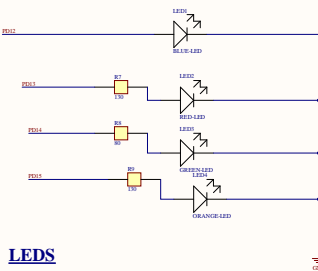 LED1
PD12
BLUE-LED
R7
LED2
PD13
130
RED-LED
R8
LED3
PD14
80
GREEN-LED
R9
LED4
PD15
130
ORANGE-LED
LEDS